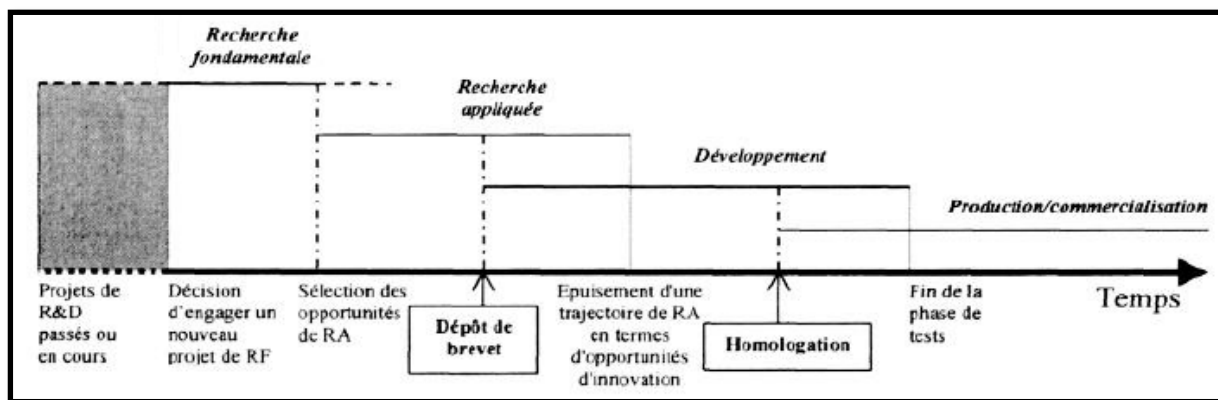 Recherche
fondamentale
Recherche
appliquée
Développement
Production/commercialisation
Projets de
R&D
passés ou
en cours
Décision
d'engager un
nouveau
projet de RF
Sélection des
opportunités
de RA
Dépôt de
brevet
Epuisement d'une
trajectoire de RA
en termes
d'opportunités
d'innovation
Homologation
Fin de la
phase de
tests
Temps